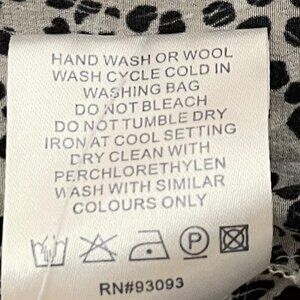 HAND WASH OR WOOL
WASH CYCLE COLD IN
WASHING BAG
DO NOT BLEACH
DO NOT TUMBLE DRY
IRON AT COOL SETTING
DRY CLEAN WITH
PERCHLORETHYLEN
WASH WITH SIMILAR
COLOURS ONLY
P
RN#93093